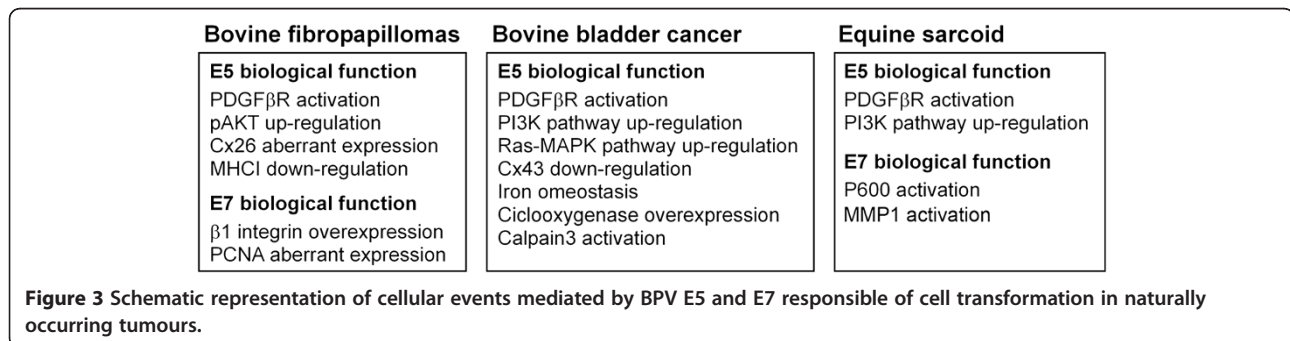 Bovine fibropapillomas
E5 biological function
PDGFβR activation
pAKT up-regulation
Cx26 aberrant expression
MHCI down-regulation
E7 biological function
β1 integrin overexpression
PCNA aberrant expression
Bovine bladder cancer
E5 biological function
PDGFβR activation
PI3K pathway up-regulation
Ras-MAPK pathway up-regulation
Cx43 down-regulation
Iron omeostasis
Ciclooxygenase overexpression
Calpain3 activation
Equine sarcoid
E5 biological function
PDGFβR activation
PI3K pathway up-regulation
E7 biological function
P600 activation
MMP1 activation
Figure 3 Schematic representation of cellular events mediated by BPV E5 and E7 responsible of cell transformation in naturally
occurring tumours.